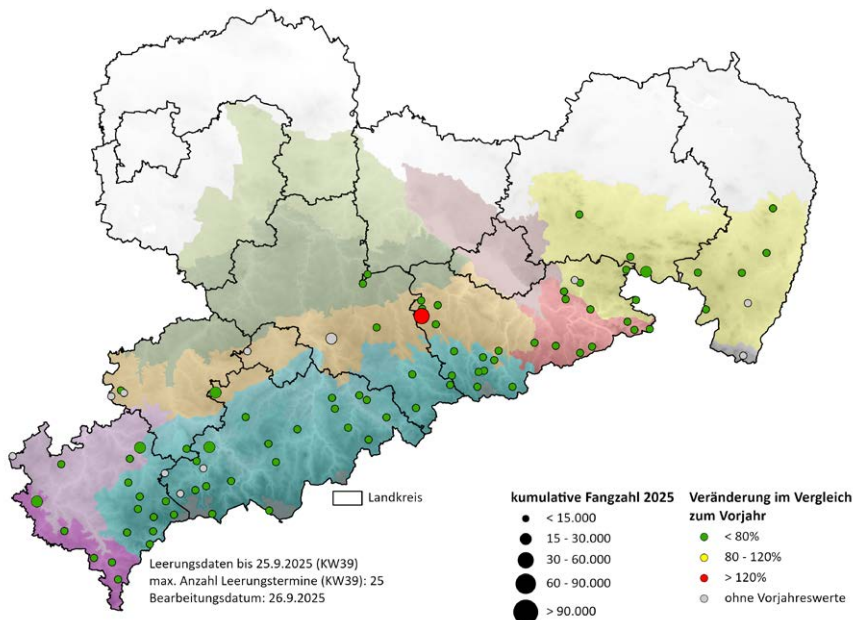 Landkreis
Leerungsdaten bis 25.9.2025 (KW39)
max. Anzahl Leerungstermine (KW39): 25
Bearbeitungsdatum: 26.9.2025
kumulative Fangzahl 2025
< 15.000
15 - 30.000
30 - 60.000
60 - 90.000
> 90.000
Veränderung im Vergleich
zum Vorjahr
< 80%
80 - 120%
> 120%
ohne Vorjahreswerte